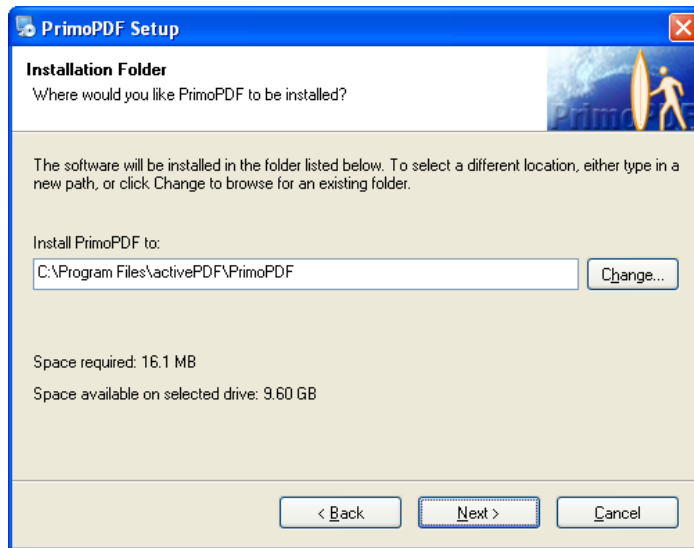 PrimoPDF Setup
Installation Folder
Where would you like PrimoPDF to be installed?
PrimoPDF
The software will be installed in the folder listed below. To select a different location, either type in a
new path, or click Change to browse for an existing folder.
Install PrimoPDF to:
C:\Program Files\activePDF\PrimoPDF
Change...
Space required: 16.1 MB
Space available on selected drive: 9.60 GB
< Back
Next >
Cancel